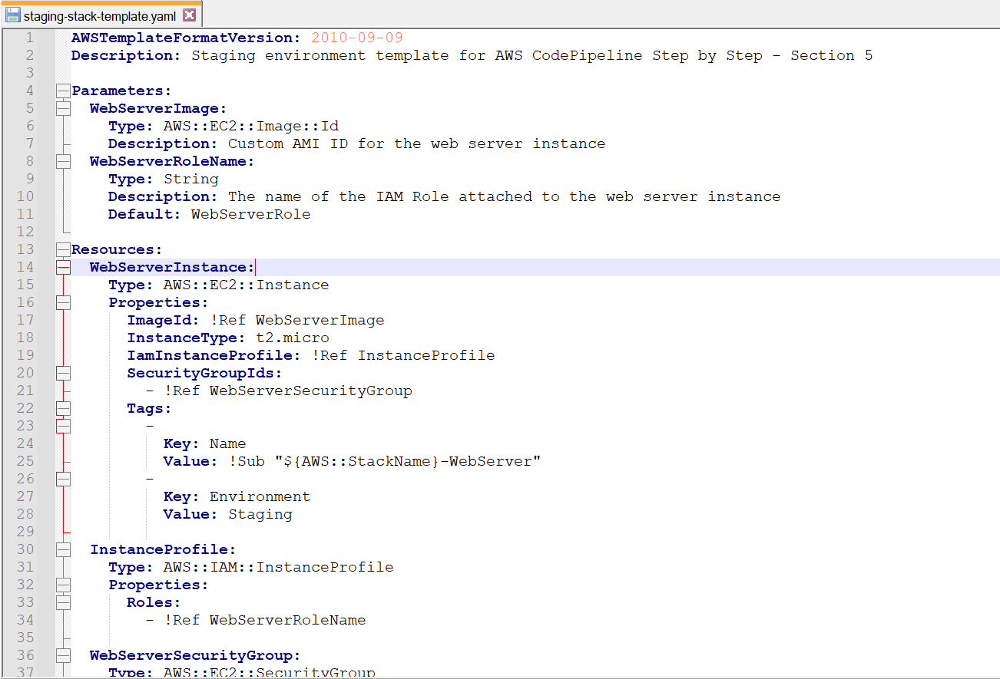 staging-stack-template.yaml
1 AWSTemplateFormatVersion: 2010-09-09
2 Description: Staging environment template for AWS CodePipeline Step by Step - Section 5
3
4 Parameters:
5   WebServerImage:
6     Type: AWS::EC2::Image::Id
7     Description: Custom AMI ID for the web server instance
8   WebServerRoleName:
9     Type: String
10     Description: The name of the IAM Role attached to the web server instance
11     Default: WebServerRole
12
13 Resources:
14   WebServerInstance:
15     Type: AWS::EC2::Instance
16     Properties:
17       ImageId: !Ref WebServerImage
18       InstanceType: t2.micro
19       IamInstanceProfile: !Ref InstanceProfile
20       SecurityGroupIds:
21         - !Ref WebServerSecurityGroup
22       Tags:
23         -
24           Key: Name
25           Value: !Sub "${AWS::StackName}-WebServer"
26         -
27           Key: Environment
28           Value: Staging
29
30   InstanceProfile:
31     Type: AWS::IAM::InstanceProfile
32     Properties:
33       Roles:
34         - !Ref WebServerRoleName
35
36   WebServerSecurityGroup:
37     Type: AWS::EC2::SecurityGroup